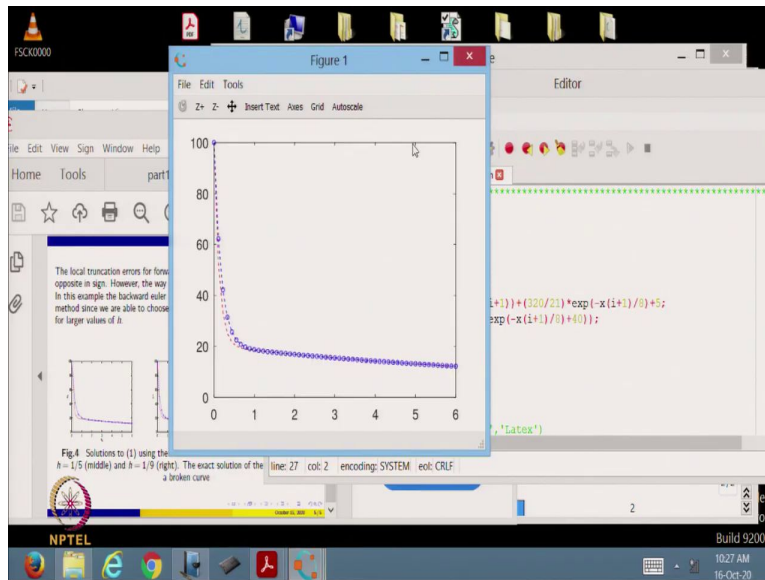 FSCK0000
PDF
Figure 1
File Edit Tools
Z+ Z- Insert Text Axes Grid Autoscale
Editor
File Edit View Sign Window Help
Home Tools part1
100
80
60
40
20
0
0 1 2 3 4 5 6
The local truncation errors for
opposite in sign. However, the way
In this example the backward euler
method since we are able to choose
for larger values of h.
Fig.4 Solutions to (1) using the
h = 1/5 (middle) and h = 1/9 (right). The exact solution of the
a broken curve
i+1))+(320/21)*exp(-x(i+1)/8)+5;
exp(-x(i+1)/8)+40));
','Latex')
line: 27 col: 2 encoding: SYSTEM eol: CRLF
2
NPTEL
Build 9200
10:27 AM
16-Oct-20